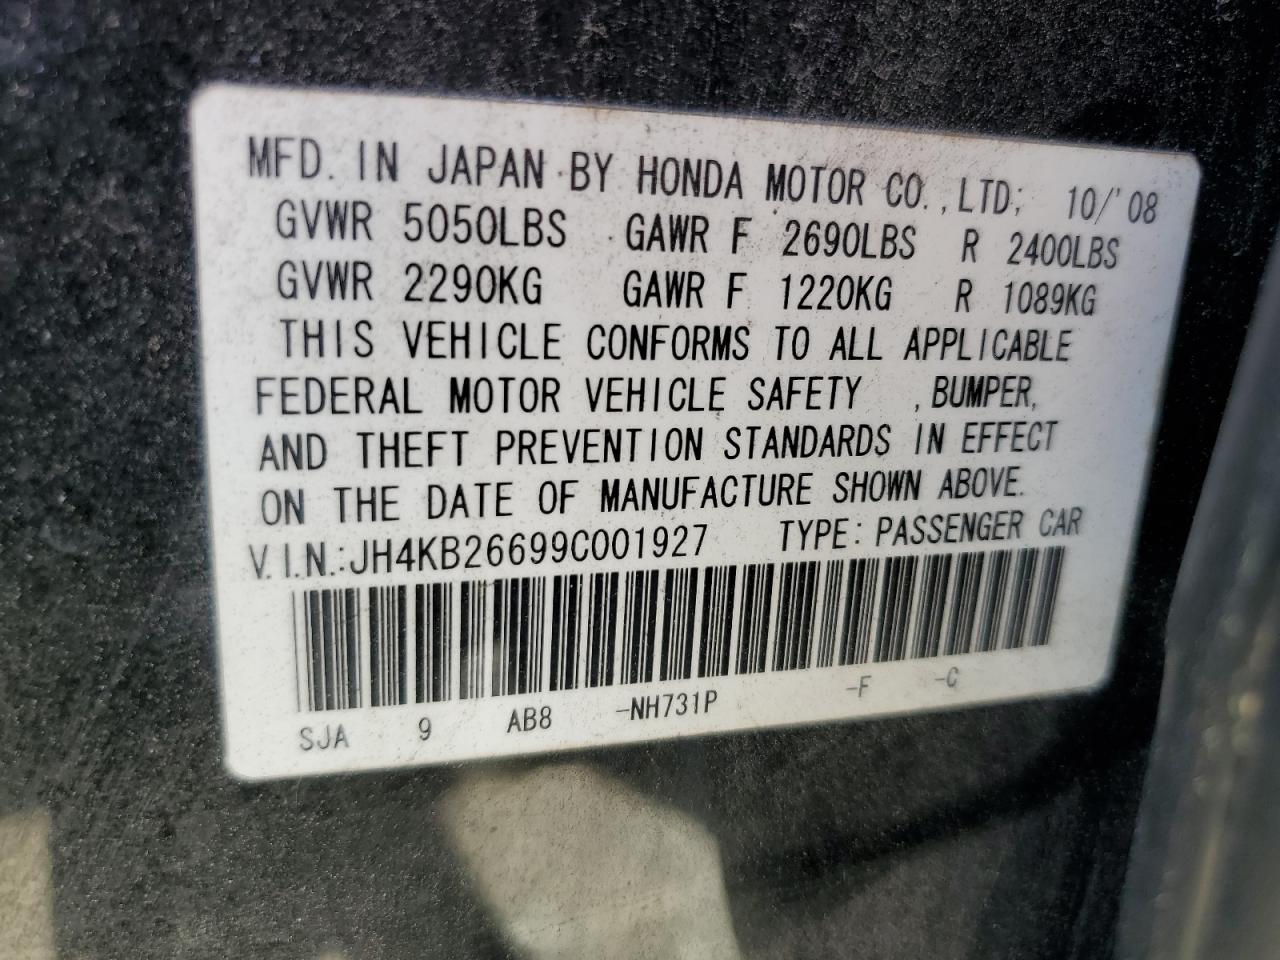 MFD. IN JAPAN BY HONDA MOTOR CO., LTD; 10/'08
GVWR 5050LBS GAWR F 2690LBS R 2400LBS
GVWR 2290KG GAWR F 1220KG R 1089KG
THIS VEHICLE CONFORMS TO ALL APPLICABLE
FEDERAL MOTOR VEHICLE SAFETY , BUMPER,
AND THEFT PREVENTION STANDARDS IN EFFECT
ON THE DATE OF MANUFACTURE SHOWN ABOVE.
V.I.N.:JH4KB26699C001927 TYPE: PASSENGER CAR
SJA 9 AB8 -NH731P -F -C